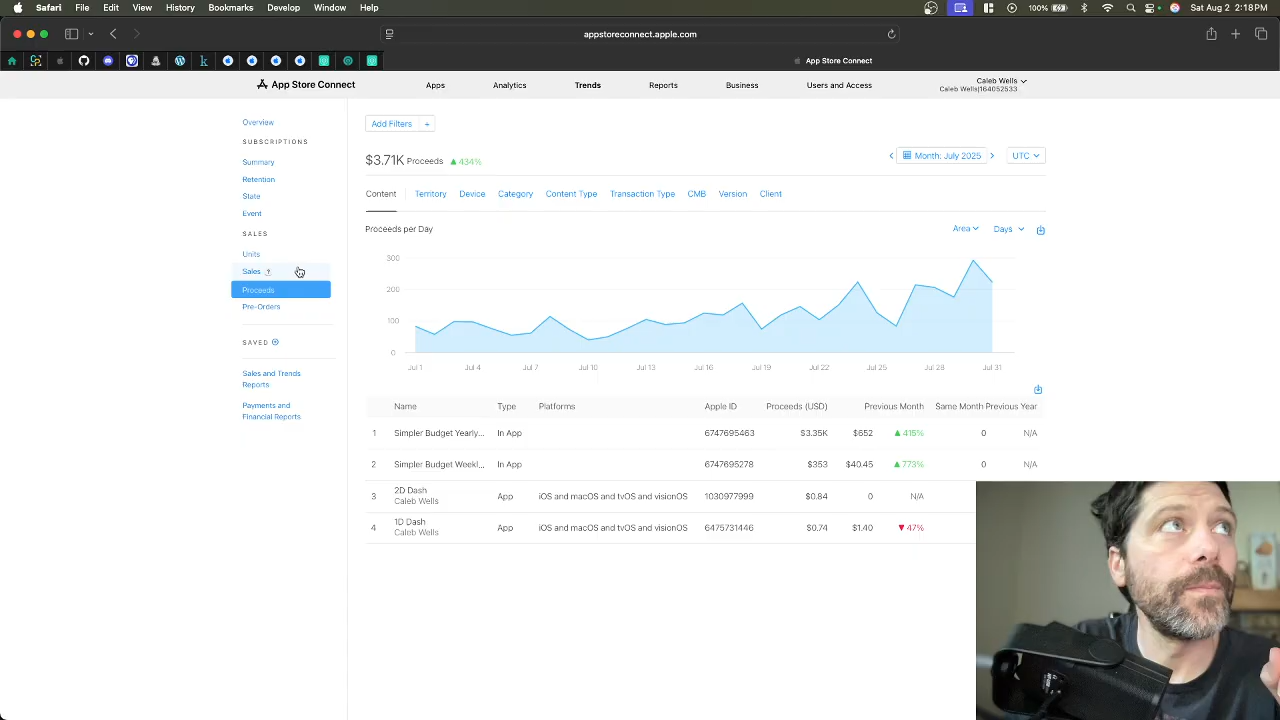 Safari File Edit View History Bookmarks Develop Window Help
100% Sat Aug 2 2:18 PM
appstoreconnect.apple.com
App Store Connect
App Store Connect Apps Analytics Trends Reports Business Users and Access Caleb Wells
Caleb Wells|164052533
Overview
SUBSCRIPTIONS
Summary
Retention
State
Event
SALES
Units
Sales ?
Proceeds
Pre-Orders
SAVED
Sales and Trends
Reports
Payments and
Financial Reports
Add Filters +
$3.71K Proceeds 434%
Month: July 2025 UTC
Content Territory Device Category Content Type Transaction Type CMB Version Client
Proceeds per Day Area Days
300
200
100
0
Jul 1 Jul 4 Jul 7 Jul 10 Jul 13 Jul 16 Jul 19 Jul 22 Jul 25 Jul 28 Jul 31
Name Type Platforms Apple ID Proceeds (USD) Previous Month Same Month Previous Year
1 Simpler Budget Yearly... In App 6747695463 $3.35K $652 415% 0 N/A
2 Simpler Budget Weekl... In App 6747695278 $353 $40.45 773% 0 N/A
3 2D Dash iOS and macOS and tvOS and visionOS App 1030977999 $0.84 0 N/A
Caleb Wells
4 1D Dash App iOS and macOS and tvOS and visionOS 6475731446 $0.74 $1.40 47%
Caleb Wells